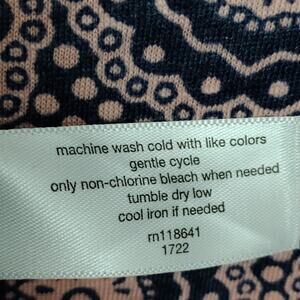 machine wash cold with like colors
gentle cycle
only non-chlorine bleach when needed
tumble dry low
cool iron if needed
rn118641
1722